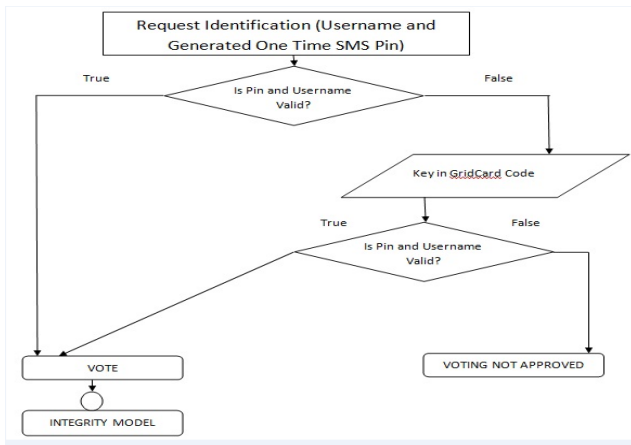 Request Identification (Username and
Generated One Time SMS Pin)
True
False
Is Pin and Username
Valid?
Key in GridCard Code
True
False
Is Pin and Username
Valid?
VOTE
VOTING NOT APPROVED
INTEGRITY MODEL